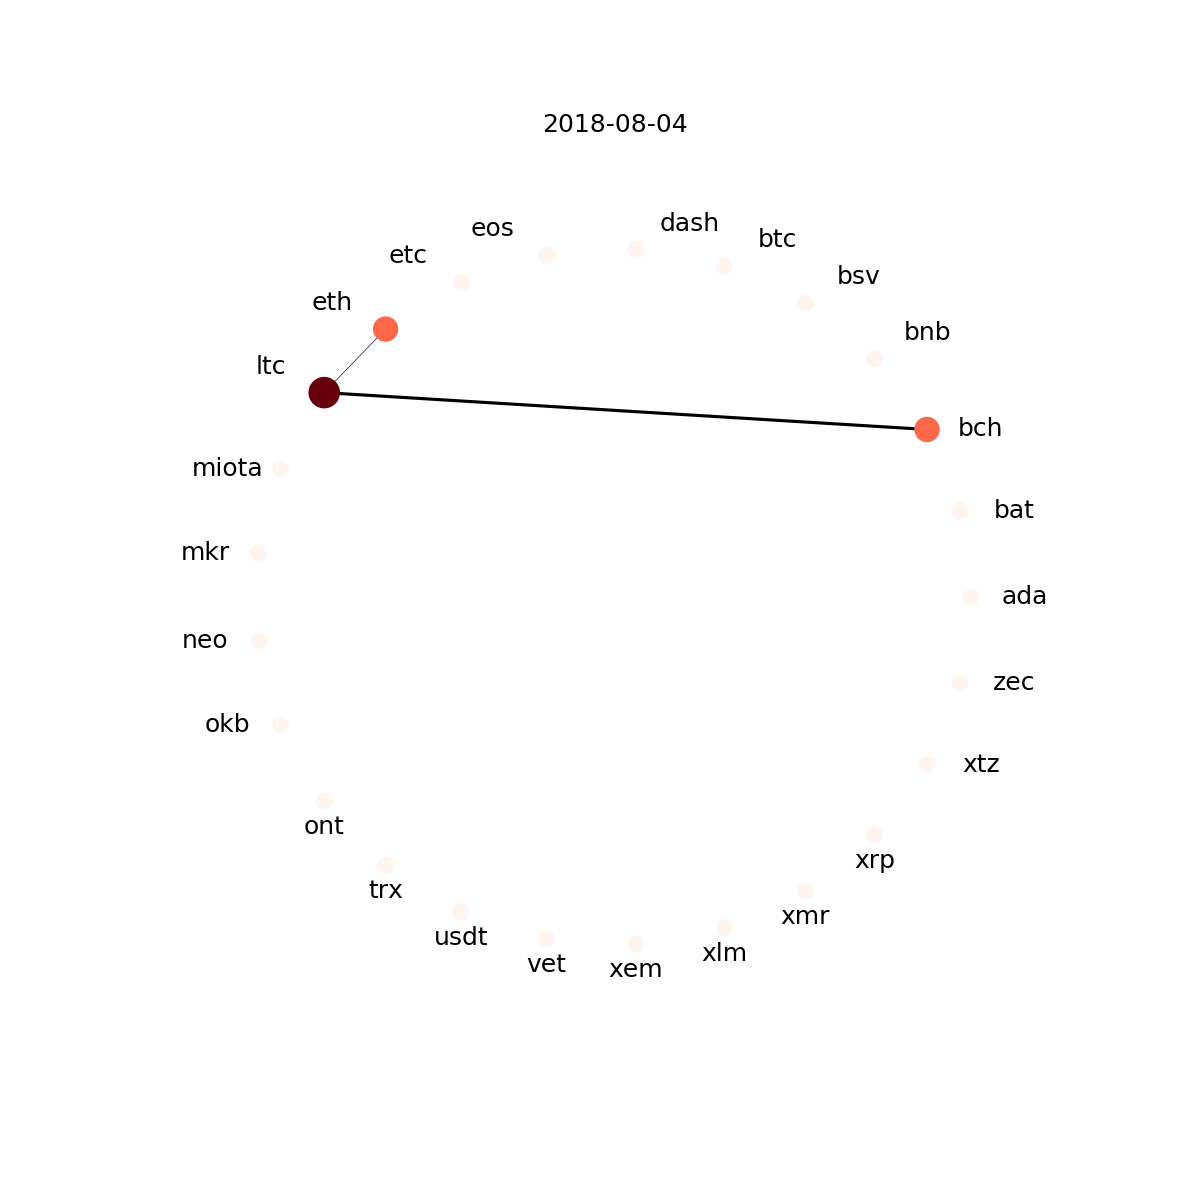 2018-08-04
dash
eos
btc
etc
bsv
eth
bnb
ltc
bch
miota
bat
mkr
ada
neo
zec
okb
xtz
ont
xrp
trx
xmr
usdt
xlm
vet
xem